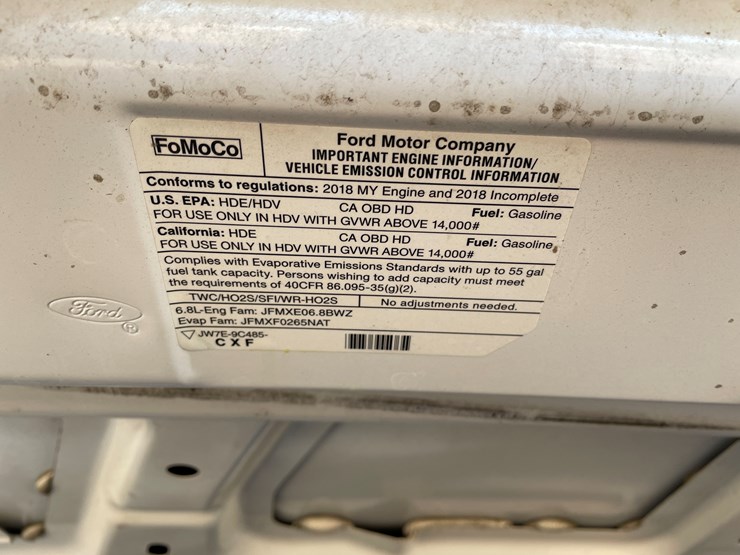 FoMoCo
Ford Motor Company
IMPORTANT ENGINE INFORMATION/
VEHICLE EMISSION CONTROL INFORMATION
Conforms to regulations: 2018 MY Engine and 2018 Incomplete
U.S. EPA: HDE/HDV CA OBD HD Fuel: Gasoline
FOR USE ONLY IN HDV WITH GVWR ABOVE 14,000#
California: HDE CA OBD HD Fuel: Gasoline
FOR USE ONLY IN HDV WITH GVWR ABOVE 14,000#
Complies with Evaporative Emissions Standards with up to 55 gal
fuel tank capacity. Persons wishing to add capacity must meet
the requirements of 40CFR 86.095-35(g)(2).
TWC/HO2S/SFI/WR-HO2S No adjustments needed.
6.8L-Eng Fam: JFMXE06.8BWZ
Evap Fam: JFMXF0265NAT
JW7E-9C485-
CXF
Ford ®